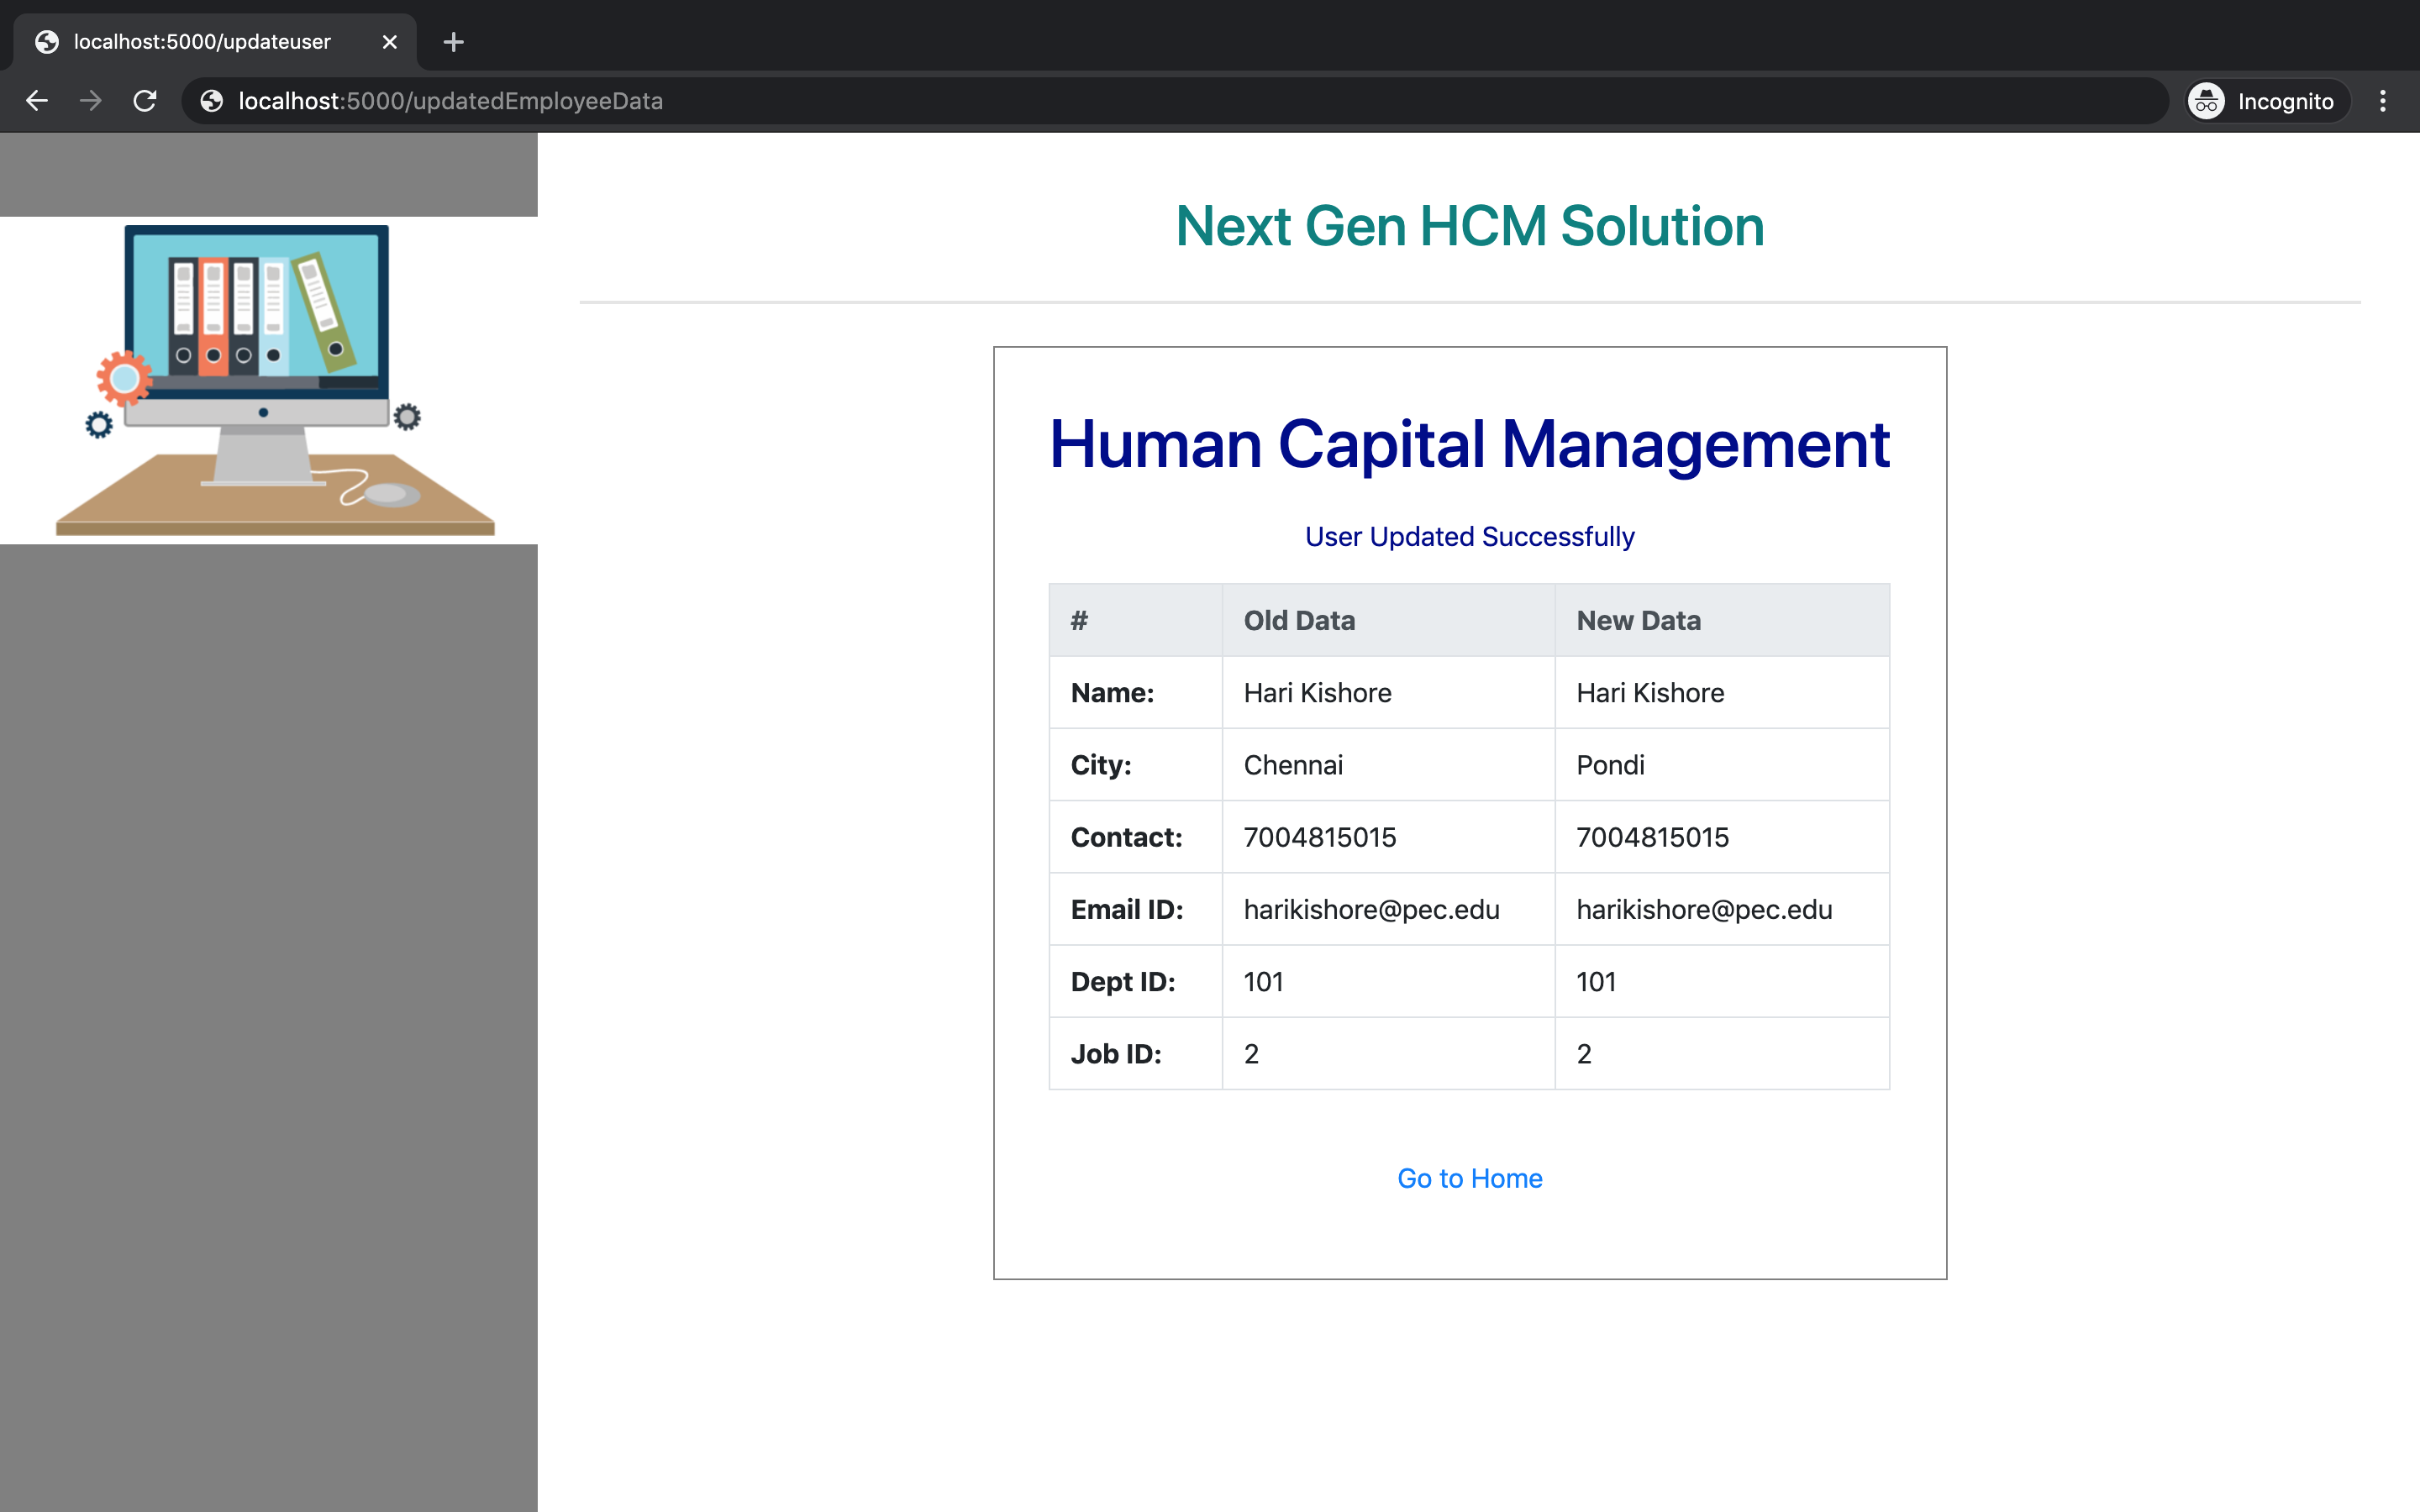 localhost:5000/updateuser
localhost:5000/updatedEmployeeData
Incognito
Next Gen HCM Solution
Human Capital Management
User Updated Successfully
# Old Data New Data
Name: Hari Kishore Hari Kishore
City: Chennai Pondi
Contact: 7004815015 7004815015
Email ID: harikishore@pec.edu harikishore@pec.edu
Dept ID: 101 101
Job ID: 2 2
Go to Home